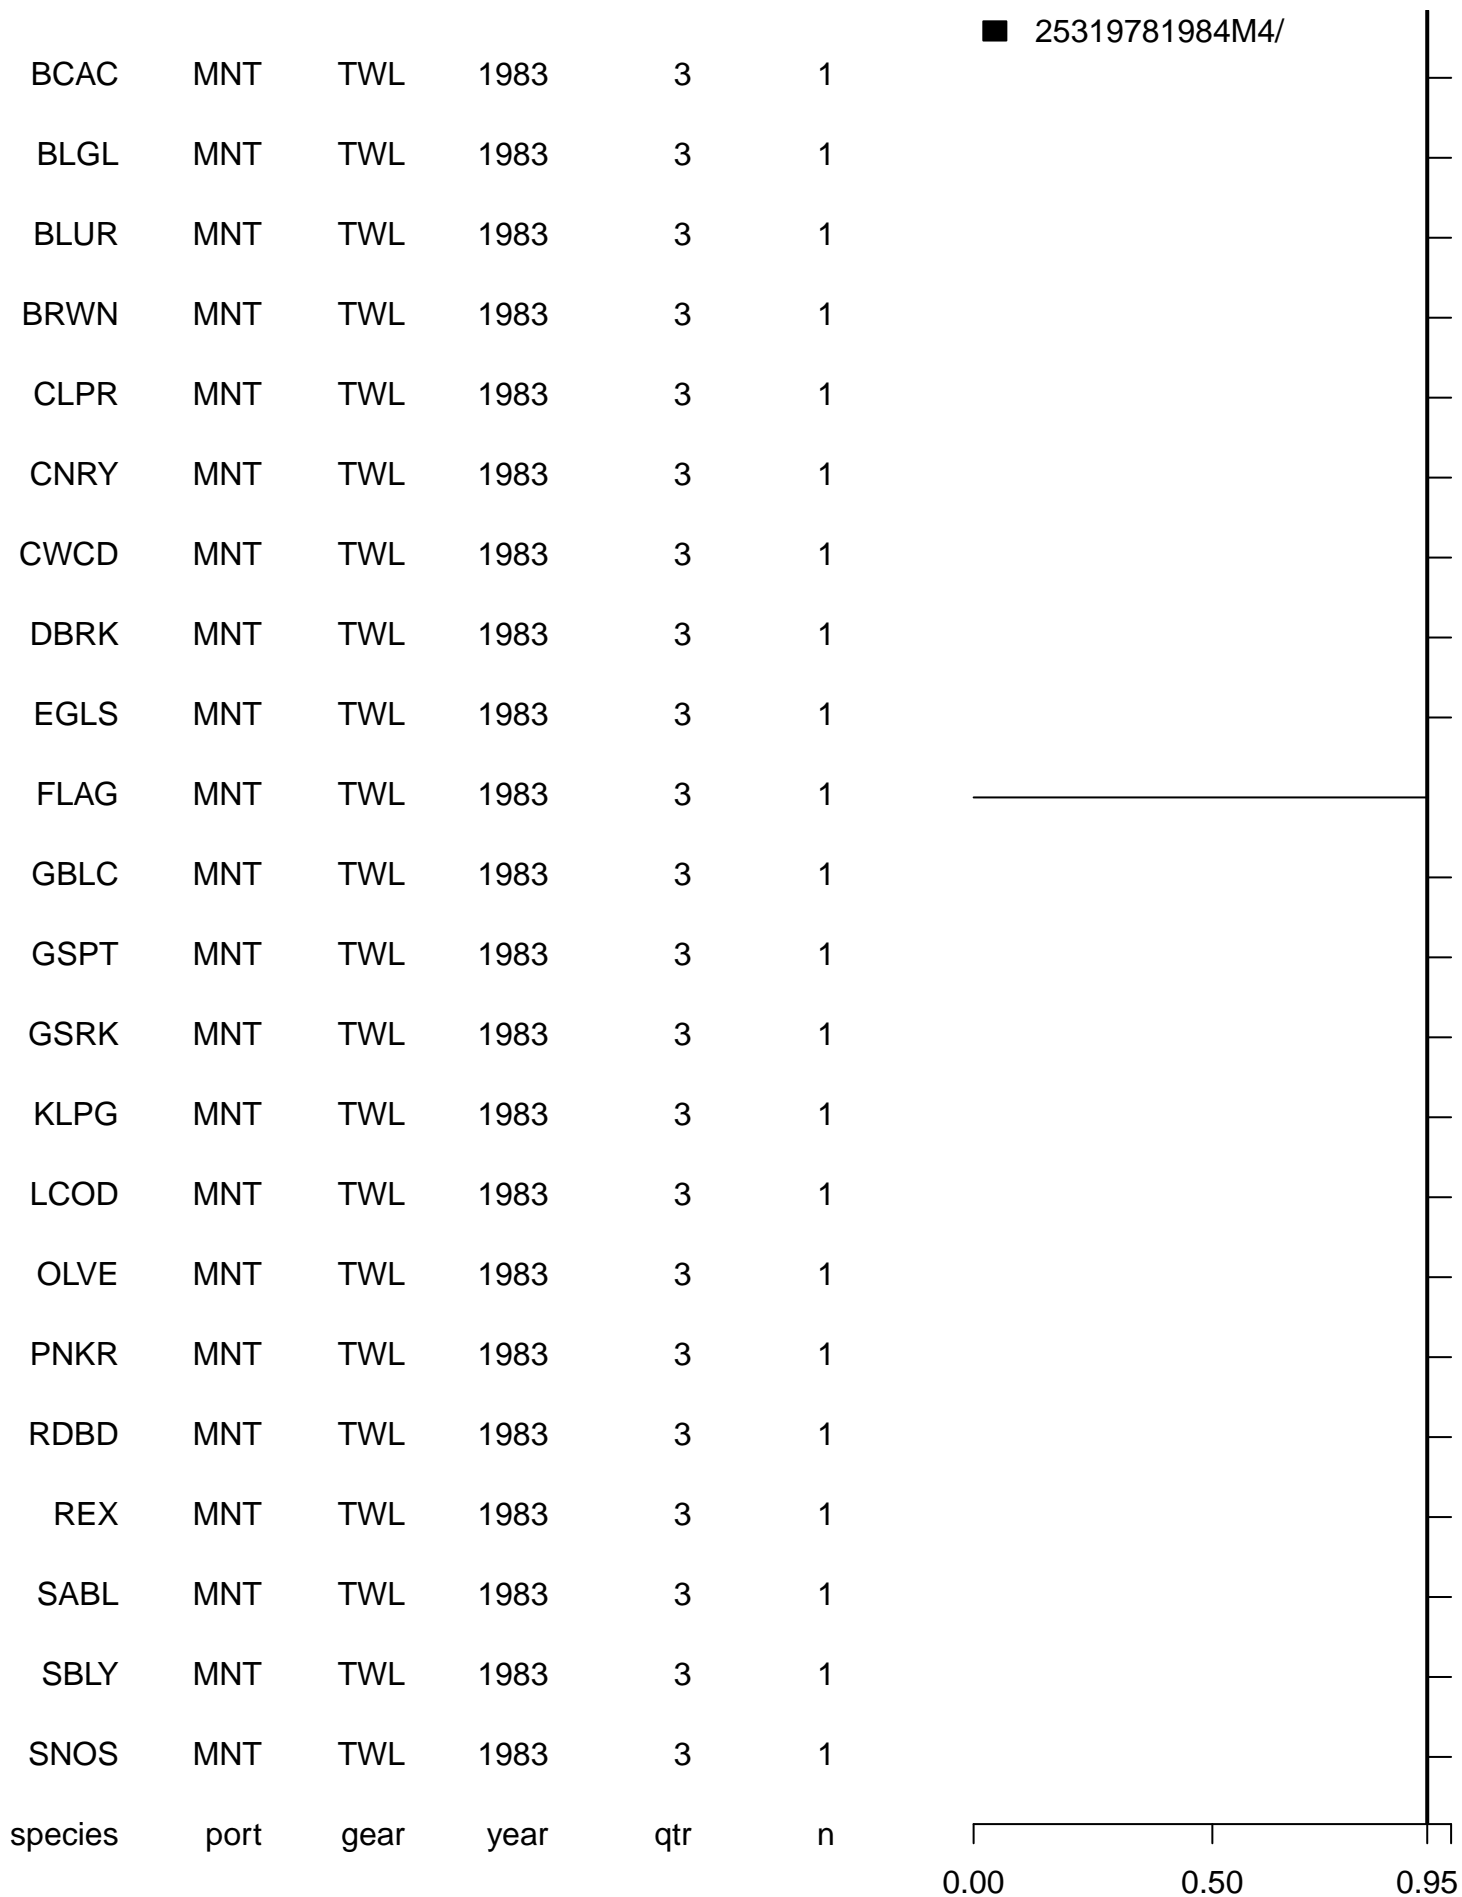 25319781984M4/
BCAC MNT TWL 1983 3 1
BLGL MNT TWL 1983 3 1
BLUR MNT TWL 1983 3 1
BRWN MNT TWL 1983 3 1
CLPR MNT TWL 1983 3 1
CNRY MNT TWL 1983 3 1
CWCD MNT TWL 1983 3 1
DBRK MNT TWL 1983 3 1
EGLS MNT TWL 1983 3 1
FLAG MNT TWL 1983 3 1
GBLC MNT TWL 1983 3 1
GSPT MNT TWL 1983 3 1
GSRK MNT TWL 1983 3 1
KLPG MNT TWL 1983 3 1
LCOD MNT TWL 1983 3 1
OLVE MNT TWL 1983 3 1
PNKR MNT TWL 1983 3 1
RDBD MNT TWL 1983 3 1
REX MNT TWL 1983 3 1
SABL MNT TWL 1983 3 1
SBLY MNT TWL 1983 3 1
SNOS MNT TWL 1983 3 1
species port gear year qtr n
0.00 0.50 0.95